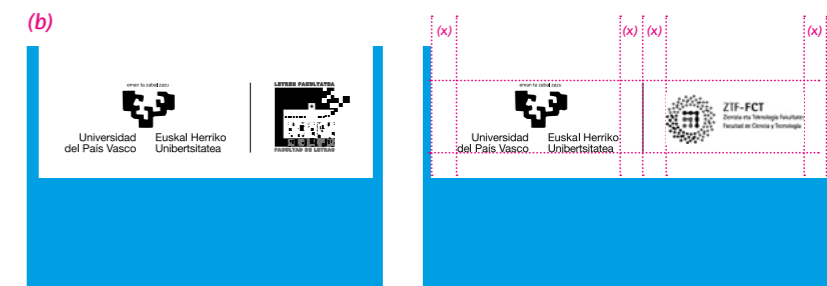 (b)
eman ta zabal zazu
Universidad
del País Vasco
Euskal Herriko
Unibertsitatea
LETREN FAKULTATEA
FACULTAD DE LETRAS
(x)
(x)
(x)
(x)
eman ta zabal zazu
Universidad
del País Vasco
Euskal Herriko
Unibertsitatea
ZTF-FCT
Zientzia eta Teknologia Fakultatea
Facultad de Ciencia y Tecnología